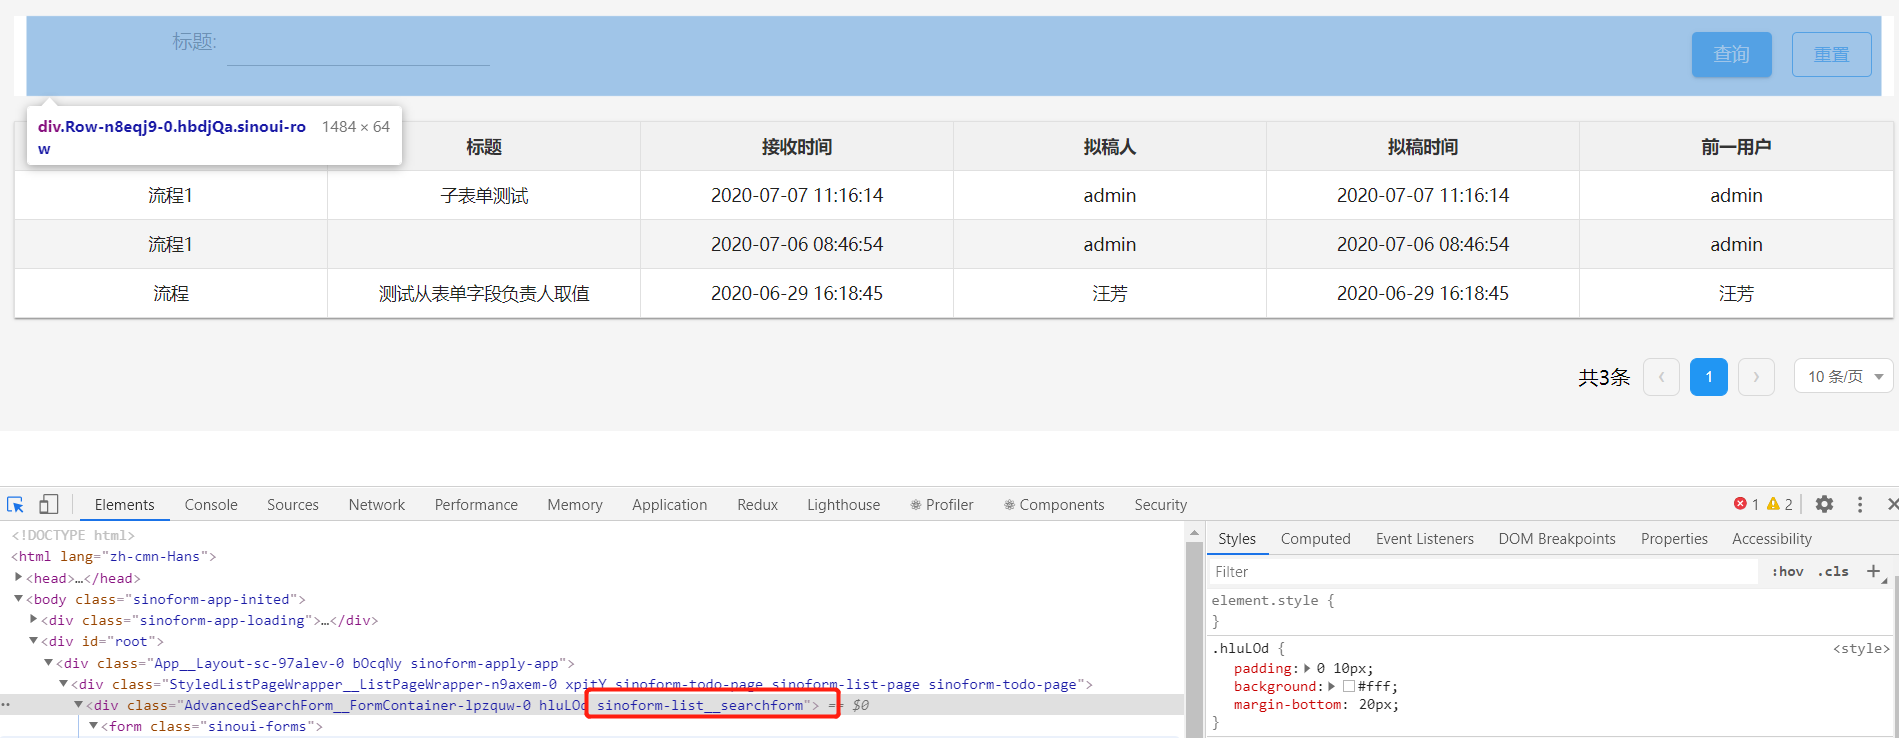 标题:
查询 重置
div.Row-n8eqj9-0.hbdjQa.sinoui-ro 1484 × 64
w
标题 接收时间 拟稿人 拟稿时间 前一用户
流程1 子表单测试 2020-07-07 11:16:14 admin 2020-07-07 11:16:14 admin
流程1 2020-07-06 08:46:54 admin 2020-07-06 08:46:54 admin
流程 测试从表单字段负责人取值 2020-06-29 16:18:45 汪芳 2020-06-29 16:18:45 汪芳
共3条 ‹ 1 › 10 条/页
Elements Console Sources Network Performance Memory Application Redux Lighthouse Profiler Components Security 1 2
<!DOCTYPE html>
<html lang="zh-cmn-Hans">
<head>…</head>
<body class="sinoform-app-inited">
<div class="sinoform-app-loading">…</div>
<div id="root">
<div class="App__Layout-sc-97alev-0 bOcqNy sinoform-apply-app">
<div class="StyledListPageWrapper__ListPageWrapper-n9axem-0 xpitY sinoform-todo-page sinoform-list-page sinoform-todo-page">
<div class="AdvancedSearchForm__FormContainer-lpzquw-0 hluLOd sinoform-list__searchform"> == $0
<form class="sinoui-forms">
Styles Computed Event Listeners DOM Breakpoints Properties Accessibility
Filter :hov .cls +
element.style {
}
.hluLOd { <style>
padding: 0 10px;
background: #fff;
margin-bottom: 20px;
}